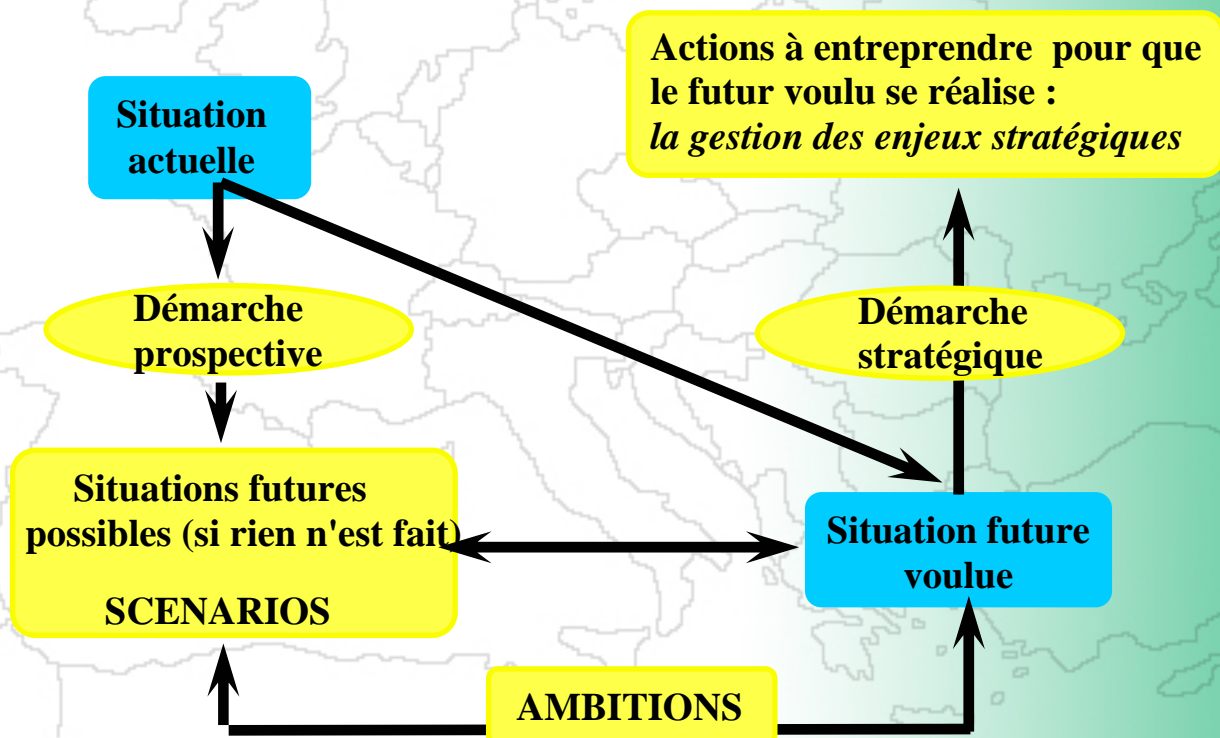 Situation
actuelle
Actions à entreprendre pour que
le futur voulu se réalise :
la gestion des enjeux stratégiques
Démarche
prospective
Démarche
stratégique
Situations futures
possibles (si rien n'est fait)
SCENARIOS
Situation future
voulue
AMBITIONS